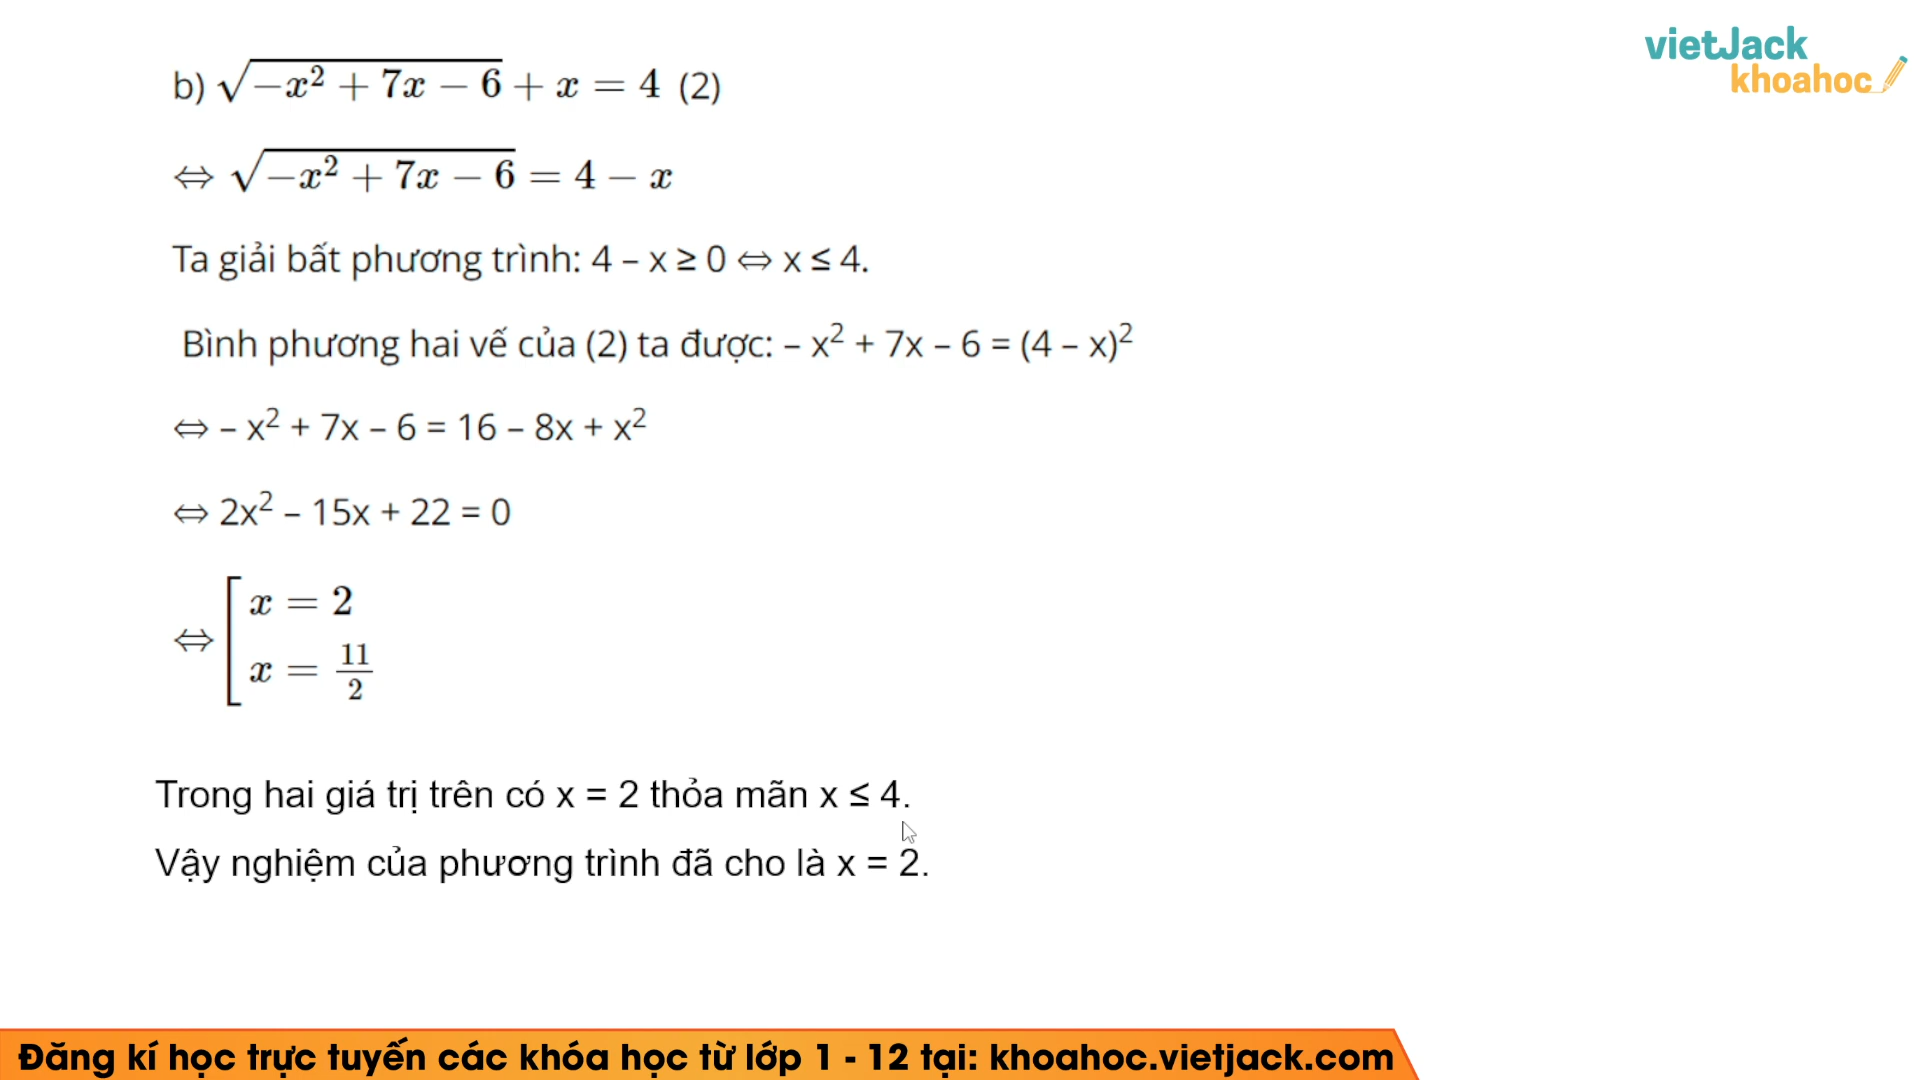 vietJack
khoahoc
b) √(−x² + 7x − 6) + x = 4 (2)
⇔ √(−x² + 7x − 6) = 4 − x
Ta giải bất phương trình: 4 – x ≥ 0 ⇔ x ≤ 4.
Bình phương hai vế của (2) ta được: – x² + 7x – 6 = (4 – x)²
⇔ – x² + 7x – 6 = 16 – 8x + x²
⇔ 2x² – 15x + 22 = 0
⇔ [ x = 2
x = 11/2
Trong hai giá trị trên có x = 2 thỏa mãn x ≤ 4.
Vậy nghiệm của phương trình đã cho là x = 2.
Đăng kí học trực tuyến các khóa học từ lớp 1 - 12 tại: khoahoc.vietjack.com